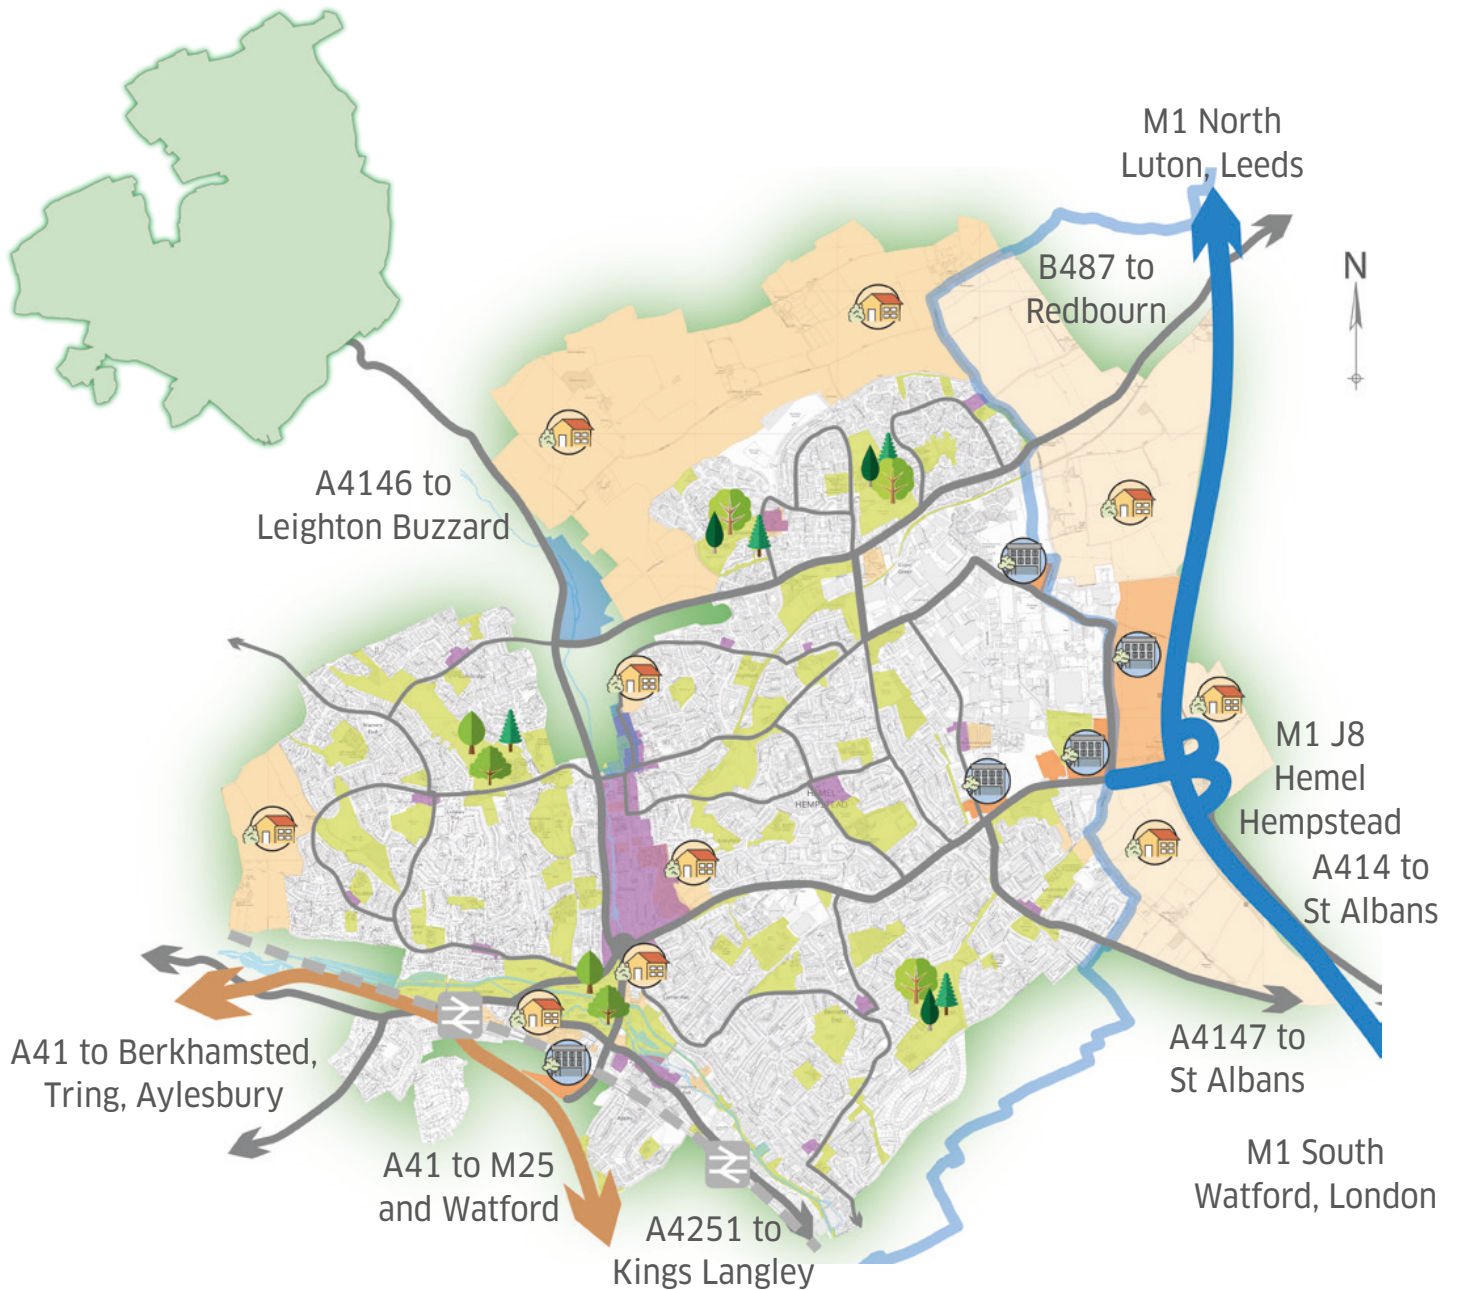 M1 North
Luton, Leeds
B487 to
Redbourn
N
A4146 to
Leighton Buzzard
M1 J8
Hemel
Hempstead
HEMEL
HEMPSTEAD
A414 to
St Albans
A4147 to
St Albans
A41 to Berkhamsted,
Tring, Aylesbury
M1 South
Watford, London
A41 to M25
and Watford
A4251 to
Kings Langley